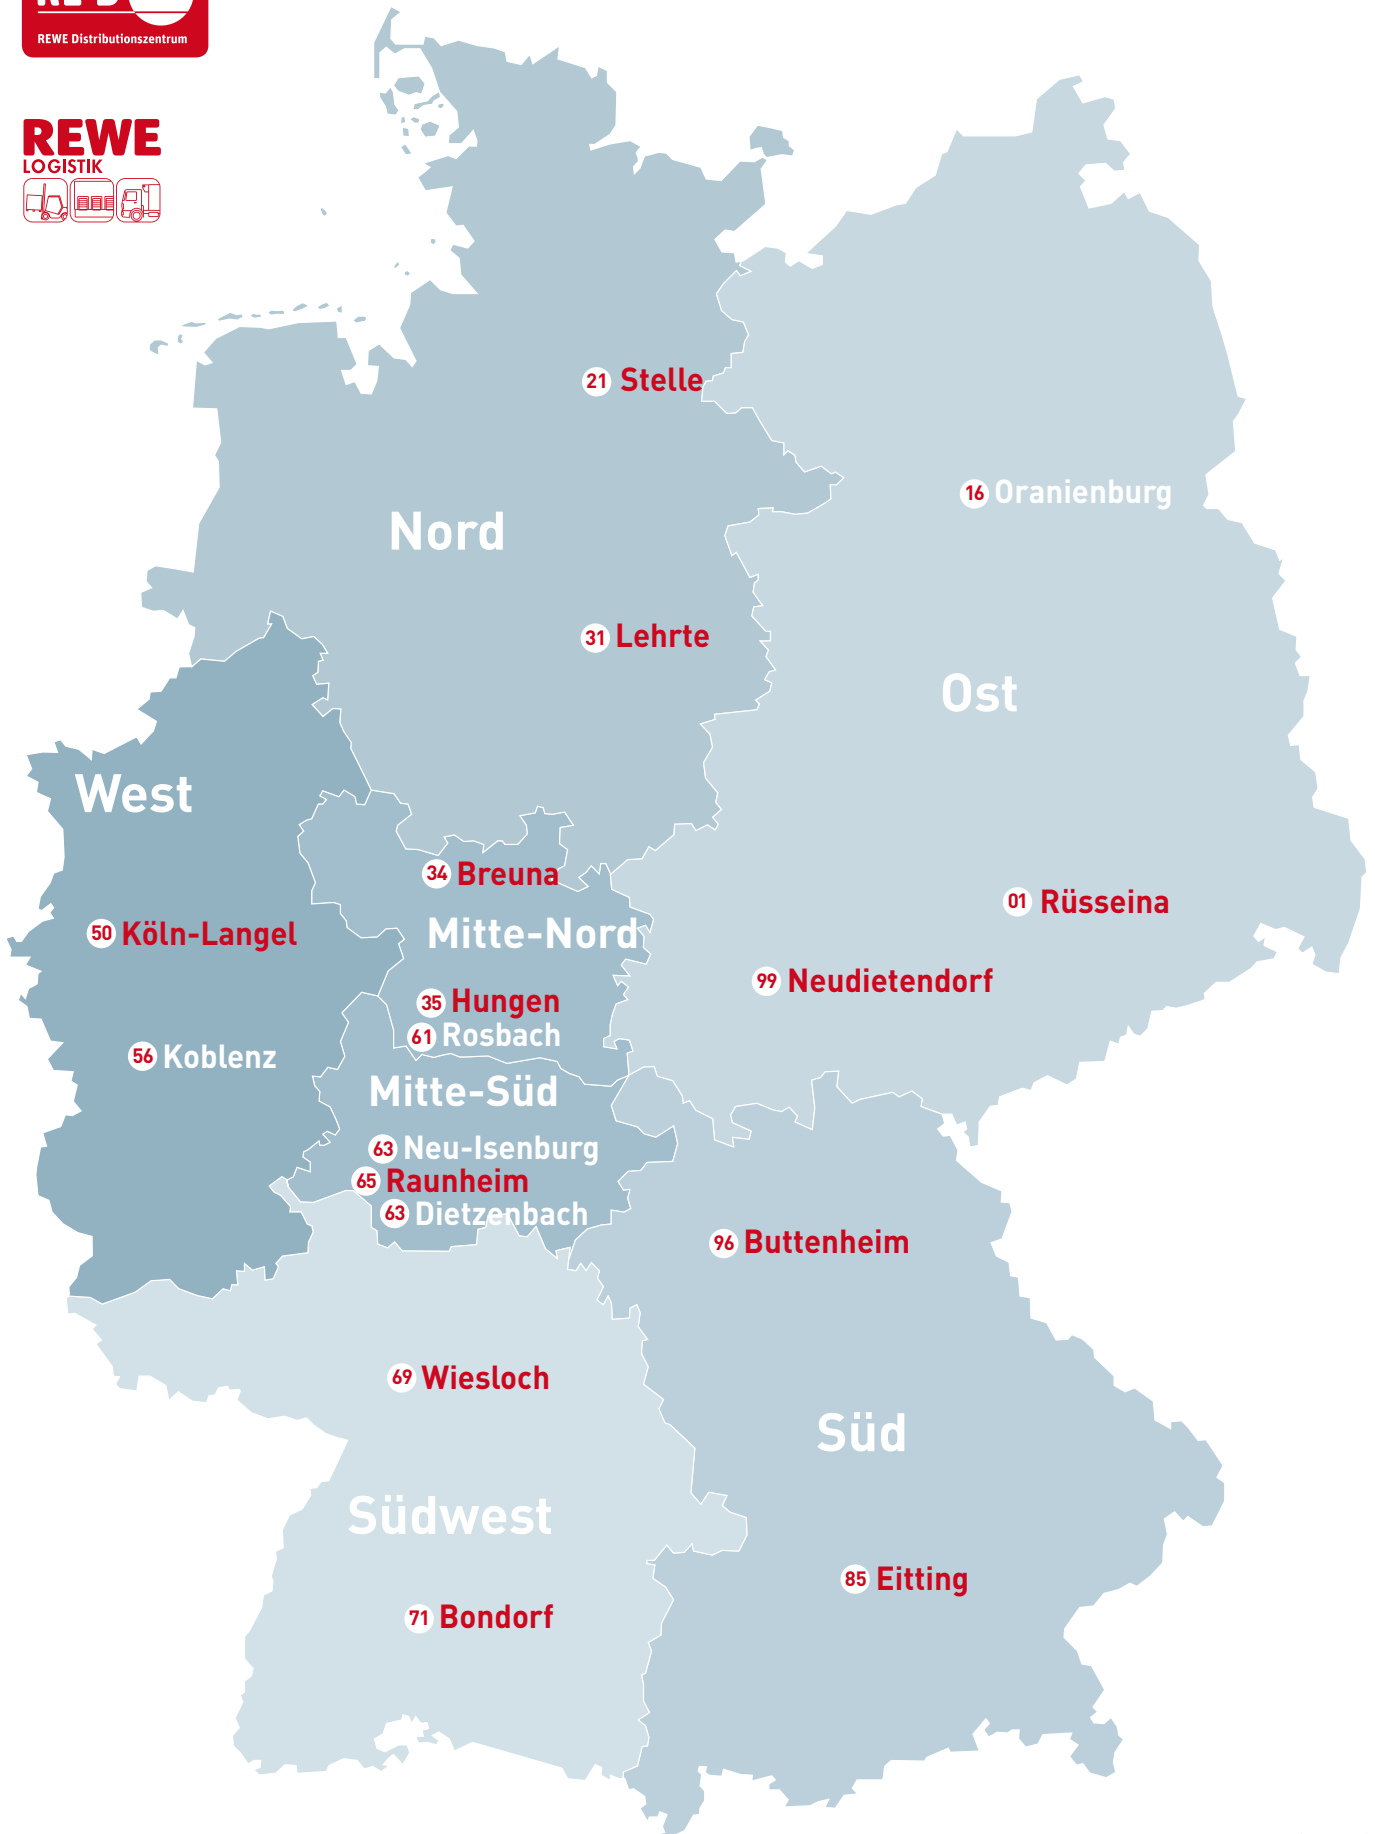 REWE Distributionszentrum
REWE
LOGISTIK
21 Stelle
16 Oranienburg
Nord
31 Lehrte
Ost
West
34 Breuna
01 Rüsseina
50 Köln-Langel
Mitte-Nord
99 Neudietendorf
35 Hungen
61 Rosbach
56 Koblenz
Mitte-Süd
63 Neu-Isenburg
65 Raunheim
63 Dietzenbach
96 Buttenheim
69 Wiesloch
Süd
Südwest
85 Eitting
71 Bondorf